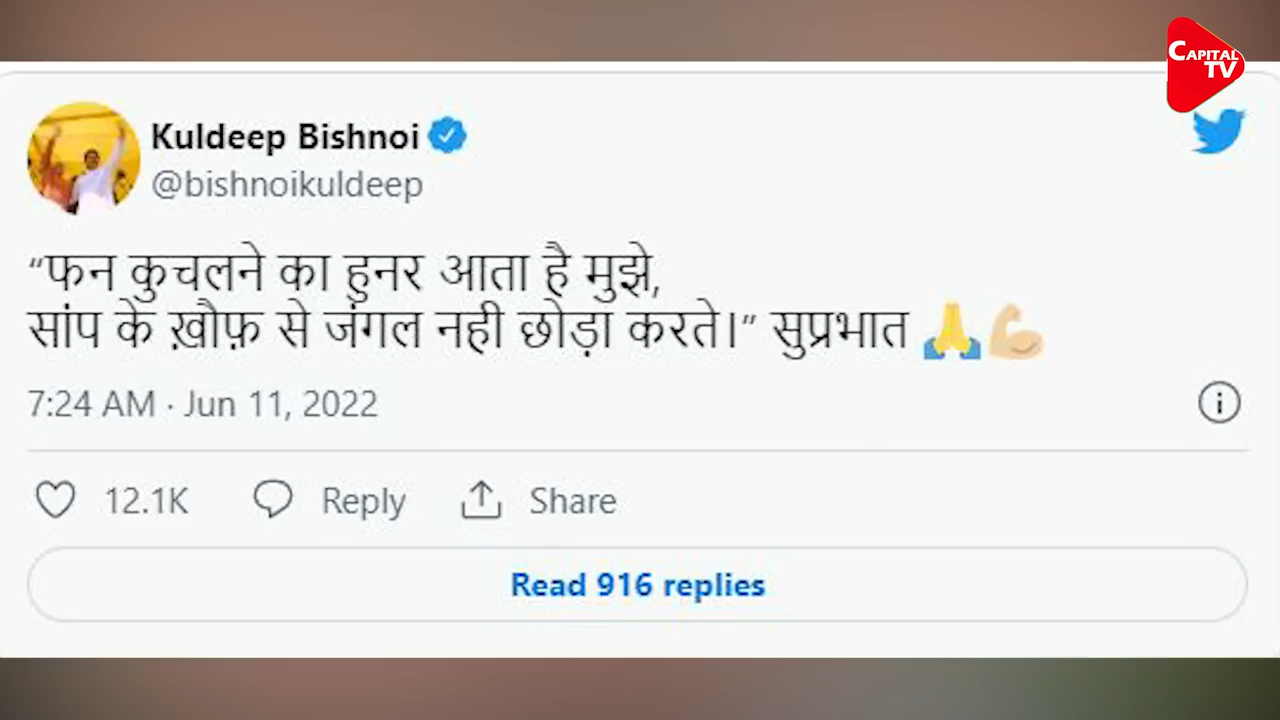 CAPITAL
TV
Kuldeep Bishnoi
@bishnoikuldeep
“फन कुचलने का हुनर आता है मुझे,
सांप के ख़ौफ़ से जंगल नही छोड़ा करते।” सुप्रभात 🙏💪🏼
7:24 AM · Jun 11, 2022
12.1K Reply Share
Read 916 replies